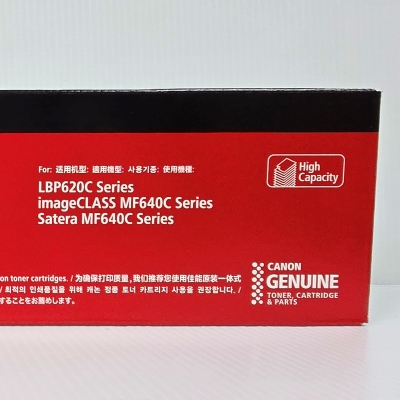 For: 适用机型: 適用機型: 사용기종: 使用機種:
LBP620C Series
imageCLASS MF640C Series
Satera MF640C Series
High
Capacity
on toner cartridges. / 为确保打印质量, 我们推荐您使用佳能原装一体式
/ 최적의 인쇄품질을 위해 캐논 정품 토너 카트리지 사용을 권장합니다. /
することをお薦めします。
CANON
GENUINE
TONER, CARTRIDGE
& PARTS